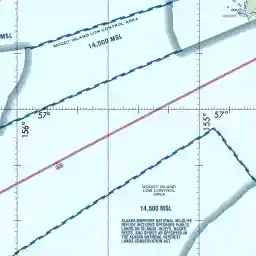 MSL
WOODY ISLAND LOW CONTROL AREA
14,500 MSL
156°
57°
155°
57°
WOODY ISLAND
LOW CONTROL
AREA
14,500 MSL
ALASKA MARITIME NATIONAL WILDLIFE
REFUGE INCLUDES OFFSHORE PUBLIC
LANDS ON ISLANDS, ISLETS, ROCKS,
REEFS, AND SPIRES AS DEPICTED IN
THE ALASKA NATIONAL INTEREST
LANDS CONSERVATION ACT.